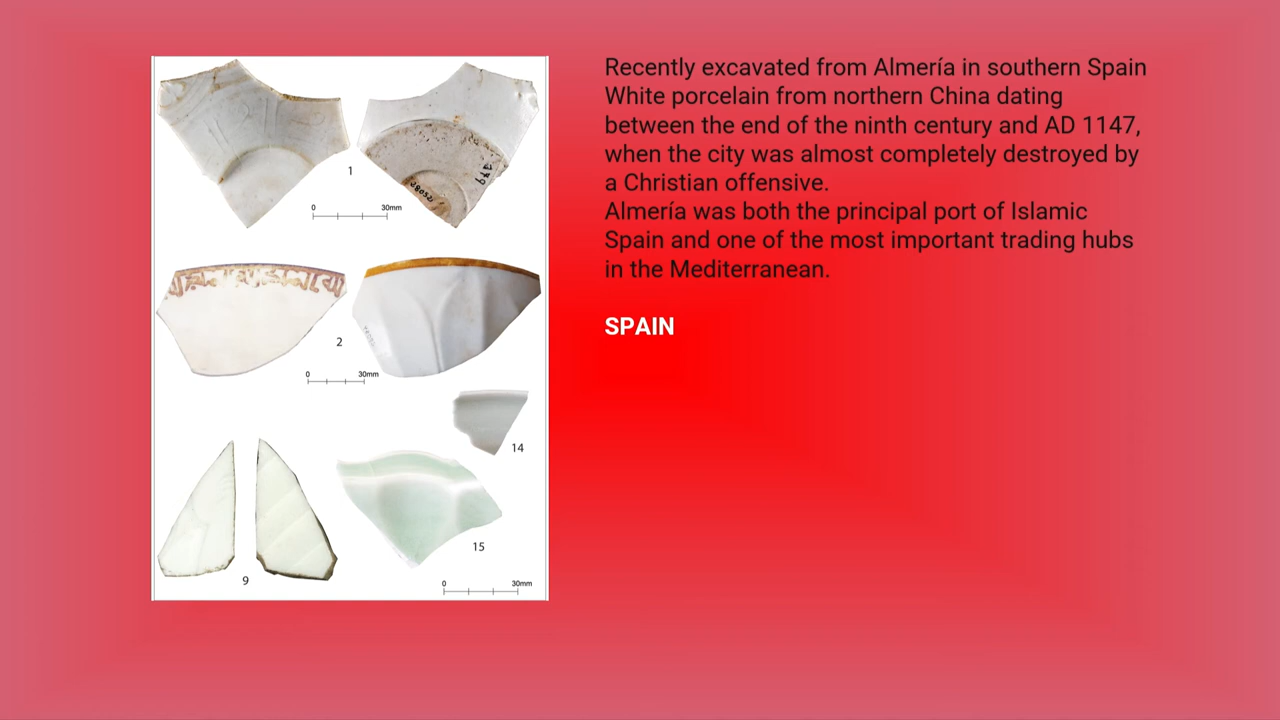 Recently excavated from Almería in southern Spain
White porcelain from northern China dating
between the end of the ninth century and AD 1147,
when the city was almost completely destroyed by
a Christian offensive.
Almería was both the principal port of Islamic
Spain and one of the most important trading hubs
in the Mediterranean.
SPAIN
1
0 30mm
2
0 30mm
14
15
9
0 30mm